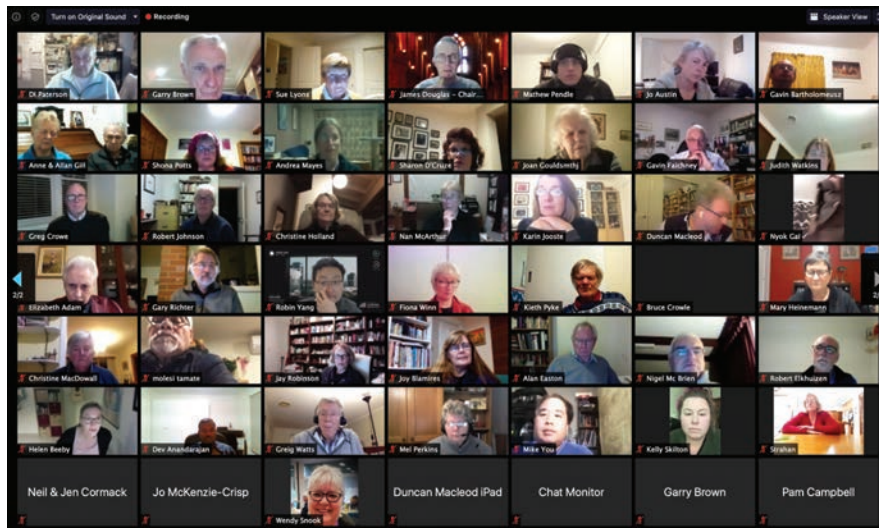 Turn on Original Sound
Recording
Speaker View
Di Paterson
Garry Brown
Sue Lyons
James Douglas - Chair...
Mathew Pendle
Jo Austin
Gavin Bartholomeusz
Anne & Allan Gill
Shona Potts
Andrea Mayes
Sharon O'Cruze
Joan Gouldsmthj
Gavin Faichney
Judith Watkins
Greg Crowe
Robert Johnson
Christine Holland
Nan McArthur
Karin Jooste
Duncan Macleod
Nyok Gal
2/2
Elizabeth Adam
Gary Richter
Robin Yang
Fiona Winn
Kieth Pyke
Bruce Crowle
Mary Heinemann
Christine MacDowall
molesi tamate
Jay Robinson
Joy Blamires
Alan Easton
Nigel Mc Brien
Robert Elkhuizen
Helen Beeby
Dev Anandarajan
Greig Watts
Mel Perkins
Mike You
Kelly Skilton
Strahan
Neil & Jen Cormack
Jo McKenzie-Crisp
Wendy Snook
Duncan Macleod iPad
Chat Monitor
Garry Brown
Pam Campbell